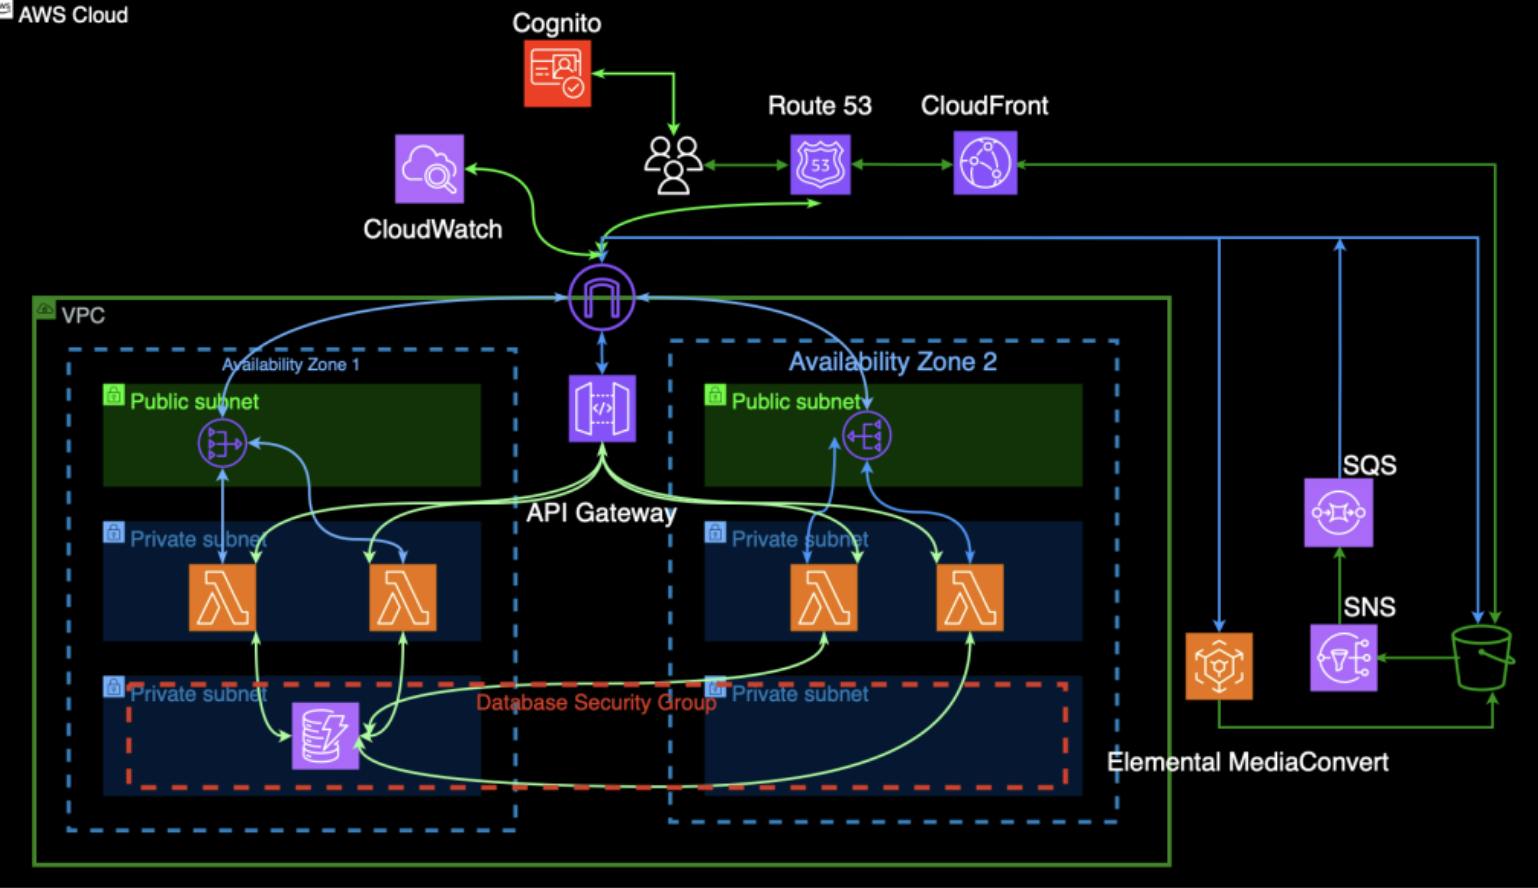 AWS Cloud
Cognito
Route 53
CloudFront
53
CloudWatch
VPC
Availability Zone 1
Availability Zone 2
Public subnet
Public subnet
</>
API Gateway
SQS
Private subnet
Private subnet
SNS
Private subnet
Private subnet
Database Security Group
Elemental MediaConvert